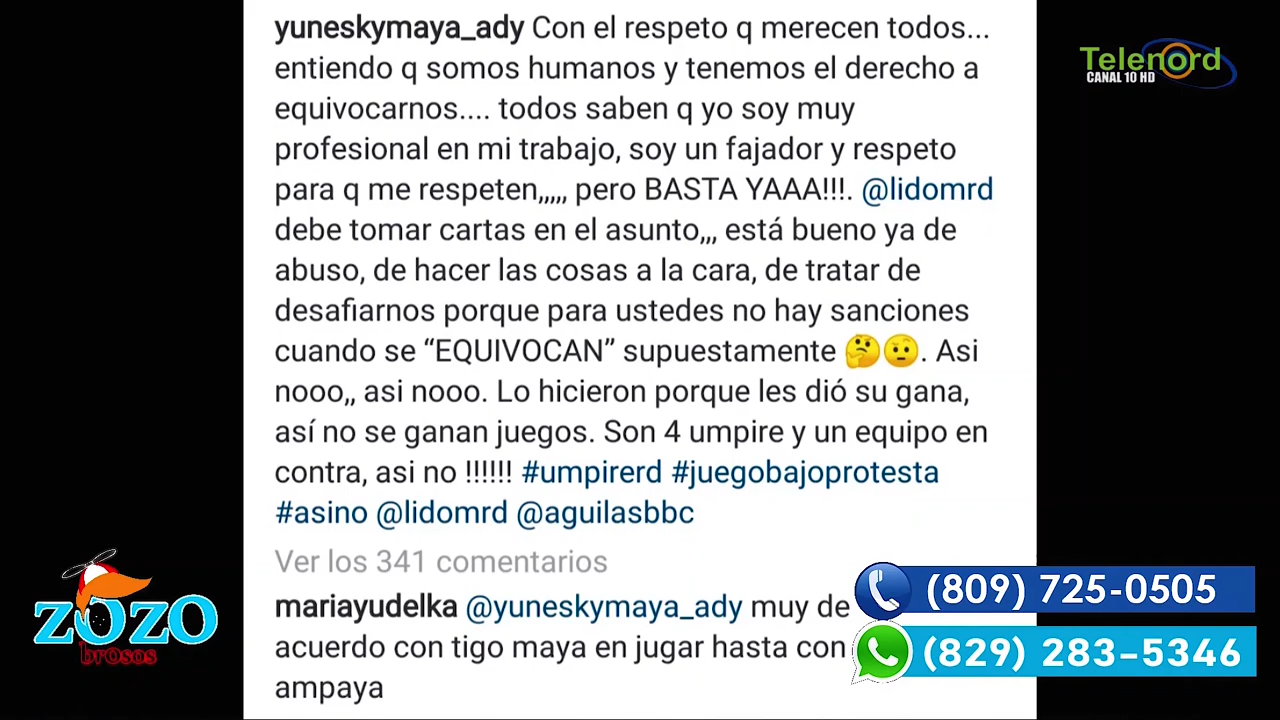 yuneskymaya_ady Con el respeto q merecen todos...
entiendo q somos humanos y tenemos el derecho a
equivocarnos.... todos saben q yo soy muy
profesional en mi trabajo, soy un fajador y respeto
para q me respeten,,,,, pero BASTA YAAA!!!. @lidomrd
debe tomar cartas en el asunto,,, está bueno ya de
abuso, de hacer las cosas a la cara, de tratar de
desafiarnos porque para ustedes no hay sanciones
cuando se “EQUIVOCAN” supuestamente 🤔🤨. Asi
nooo,, asi nooo. Lo hicieron porque les dió su gana,
así no se ganan juegos. Son 4 umpire y un equipo en
contra, asi no !!!!!! #umpirerd #juegobajoprotesta
#asino @lidomrd @aguilasbbc
Ver los 341 comentarios
mariayudelka @yuneskymaya_ady muy de
acuerdo con tigo maya en jugar hasta con
ampaya
Telenord
CANAL 10 HD
zozo
brosos
(809) 725-0505
(829) 283-5346